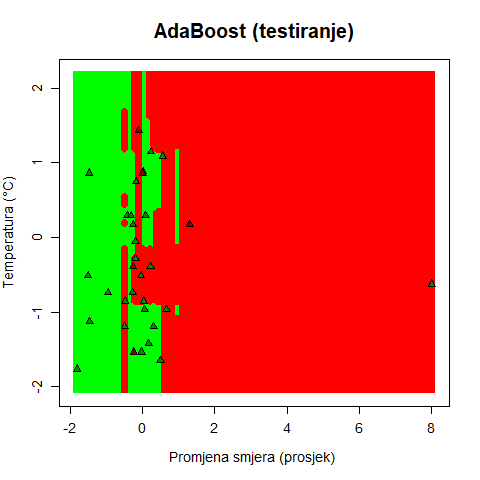 AdaBoost (testiranje)
Temperatura (°C)
2
1
0
-1
-2
-2 0 2 4 6 8
Promjena smjera (prosjek)